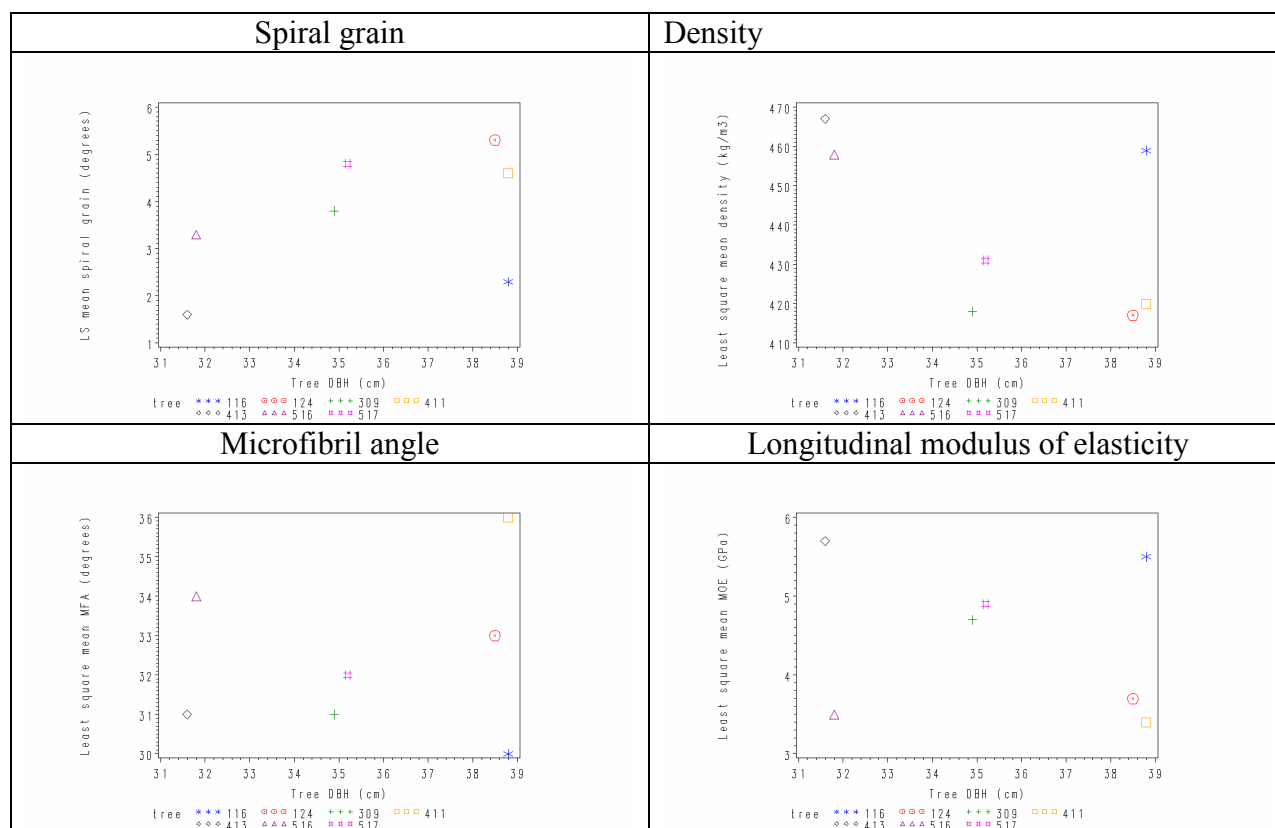 Spiral grain
Density
LS mean spiral grain (degrees)
6
5
4
3
2
1
31 32 33 34 35 36 37 38 39
Tree DBH (cm)
tree 116 124 309 411
413 516 517
Least square mean density (kg/m3)
470
460
450
440
430
420
410
31 32 33 34 35 36 37 38 39
Tree DBH (cm)
tree 116 124 309 411
413 516 517
Microfibril angle
Longitudinal modulus of elasticity
Least square mean MFA (degrees)
36
35
34
33
32
31
30
31 32 33 34 35 36 37 38 39
Tree DBH (cm)
tree 116 124 309 411
413 516 517
Least square mean MOE (GPa)
6
5
4
3
31 32 33 34 35 36 37 38 39
Tree DBH (cm)
tree 116 124 309 411
413 516 517